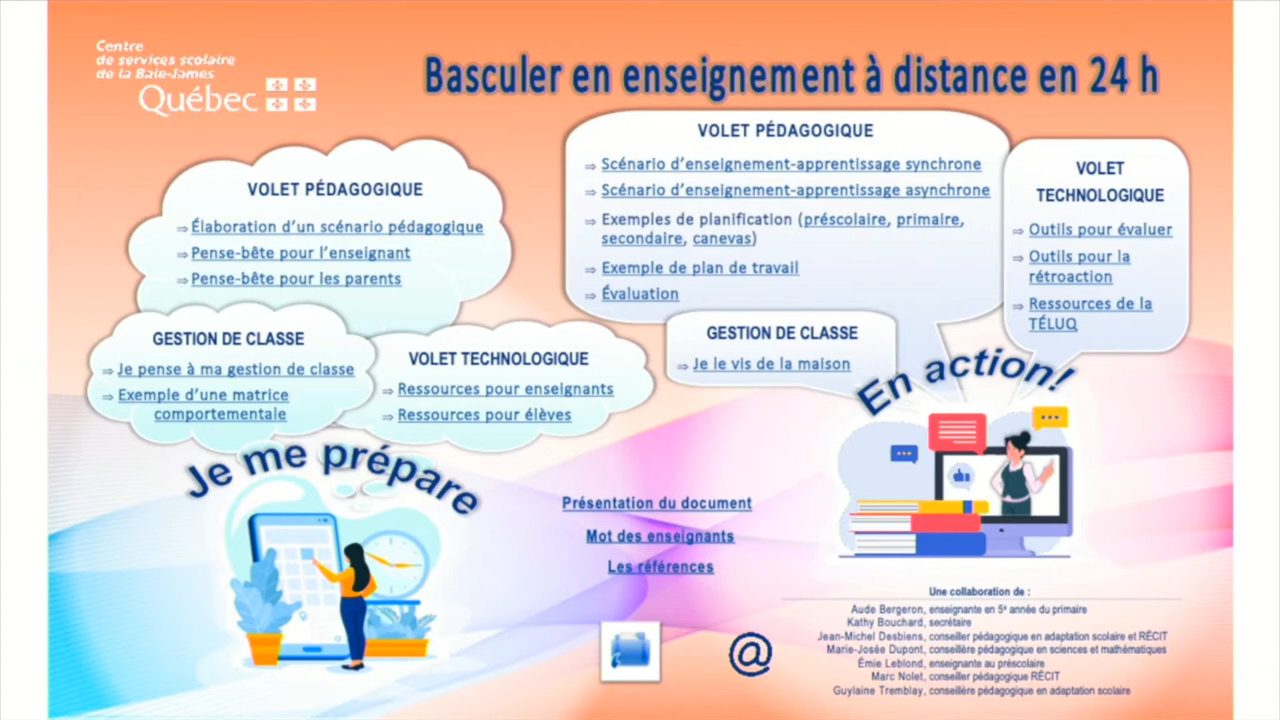 Centre
de services scolaire
de la Baie-James
Québec
Basculer en enseignement à distance en 24 h
VOLET PÉDAGOGIQUE
⇒ Élaboration d'un scénario pédagogique
⇒ Pense-bête pour l'enseignant
⇒ Pense-bête pour les parents
GESTION DE CLASSE
⇒ Je pense à ma gestion de classe
⇒ Exemple d'une matrice
comportementale
VOLET TECHNOLOGIQUE
⇒ Ressources pour enseignants
⇒ Ressources pour élèves
Je me prépare
VOLET PÉDAGOGIQUE
⇒ Scénario d'enseignement-apprentissage synchrone
⇒ Scénario d'enseignement-apprentissage asynchrone
⇒ Exemples de planification (préscolaire, primaire,
secondaire, canevas)
⇒ Exemple de plan de travail
⇒ Évaluation
GESTION DE CLASSE
⇒ Je le vis de la maison
VOLET
TECHNOLOGIQUE
⇒ Outils pour évaluer
⇒ Outils pour la
rétroaction
⇒ Ressources de la
TÉLUQ
En action!
Présentation du document
Mot des enseignants
Les références
@
Une collaboration de :
Aude Bergeron, enseignante en 5e année du primaire
Kathy Bouchard, secrétaire
Jean-Michel Desbiens, conseiller pédagogique en adaptation scolaire et RÉCIT
Marie-Josée Dupont, conseillère pédagogique en sciences et mathématiques
Émie Leblond, enseignante au préscolaire
Marc Nolet, conseiller pédagogique RÉCIT
Guylaine Tremblay, conseillère pédagogique en adaptation scolaire